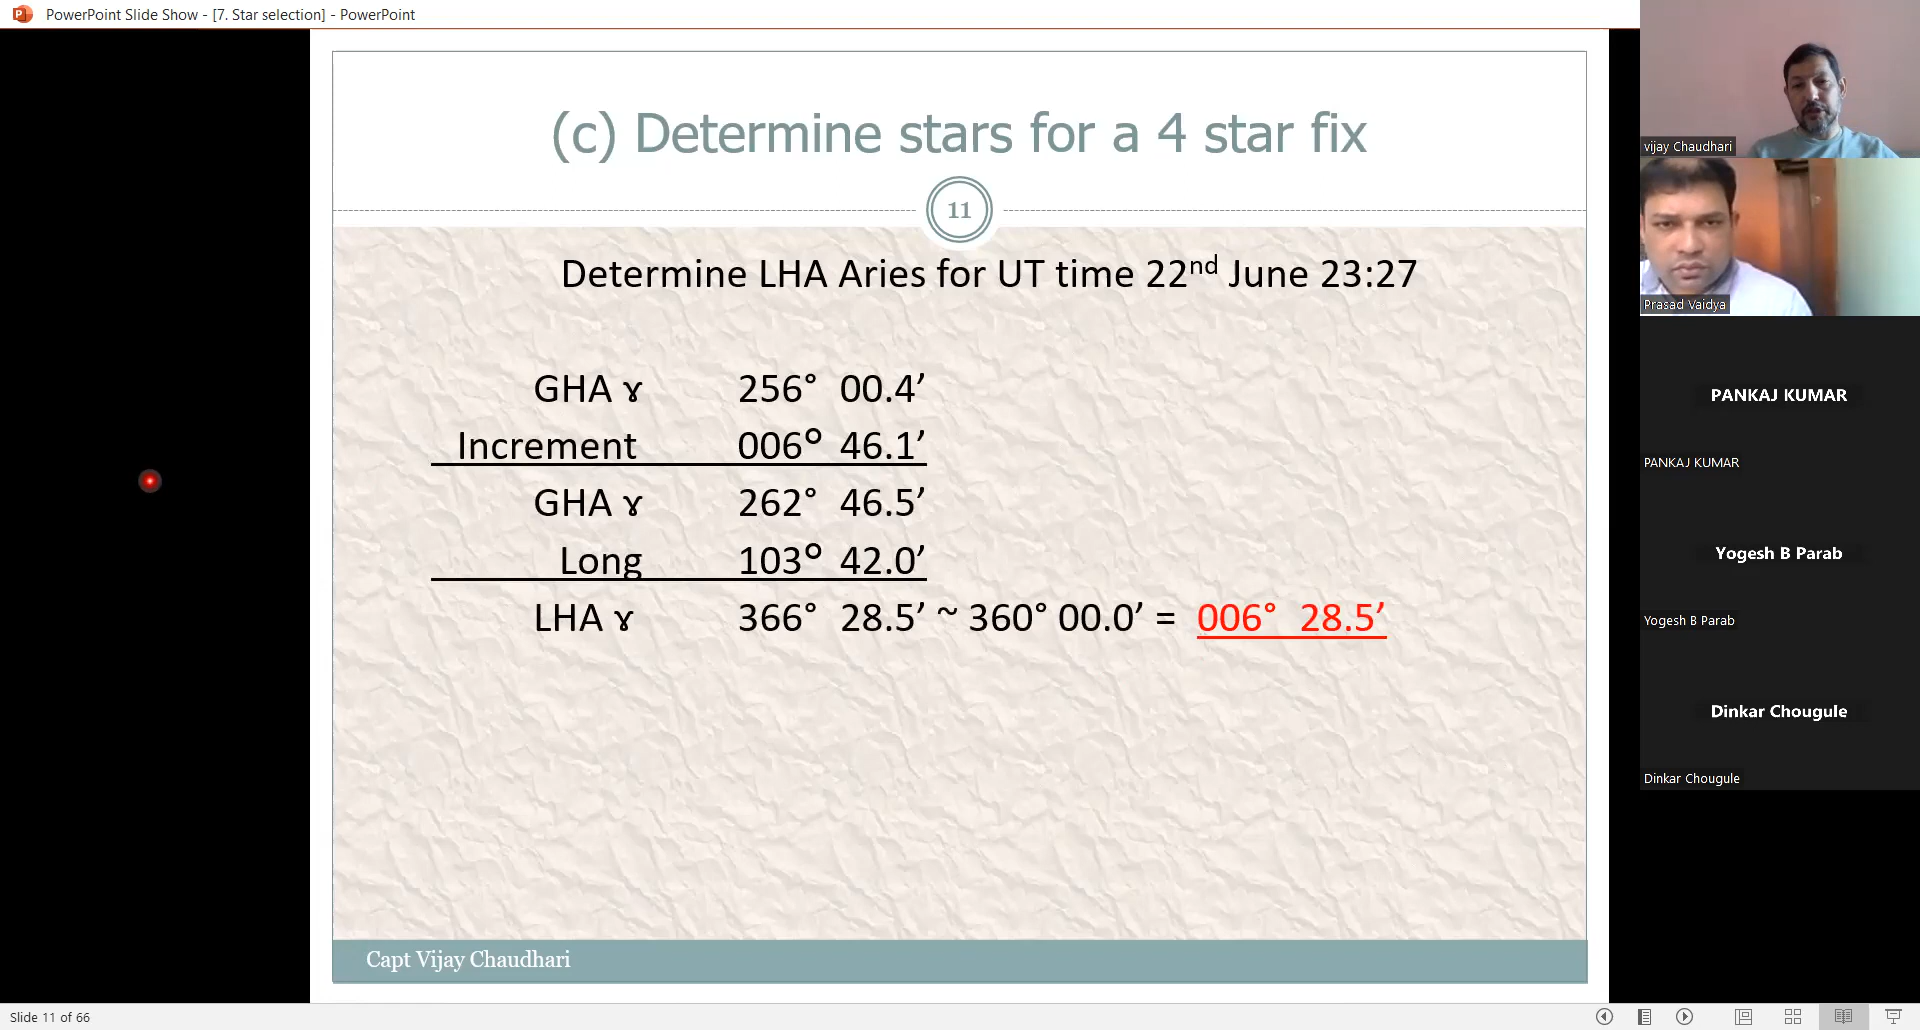 PowerPoint Slide Show - [7. Star selection] - PowerPoint
(c) Determine stars for a 4 star fix
11
Determine LHA Aries for UT time 22nd June 23:27
GHA ɤ 256° 00.4’
Increment 006° 46.1’
GHA ɤ 262° 46.5’
Long 103° 42.0’
LHA ɤ 366° 28.5’ ~ 360° 00.0’ = 006° 28.5’
Capt Vijay Chaudhari
Slide 11 of 66
vijay Chaudhari
Prasad Vaidya
PANKAJ KUMAR
PANKAJ KUMAR
Yogesh B Parab
Yogesh B Parab
Dinkar Chougule
Dinkar Chougule